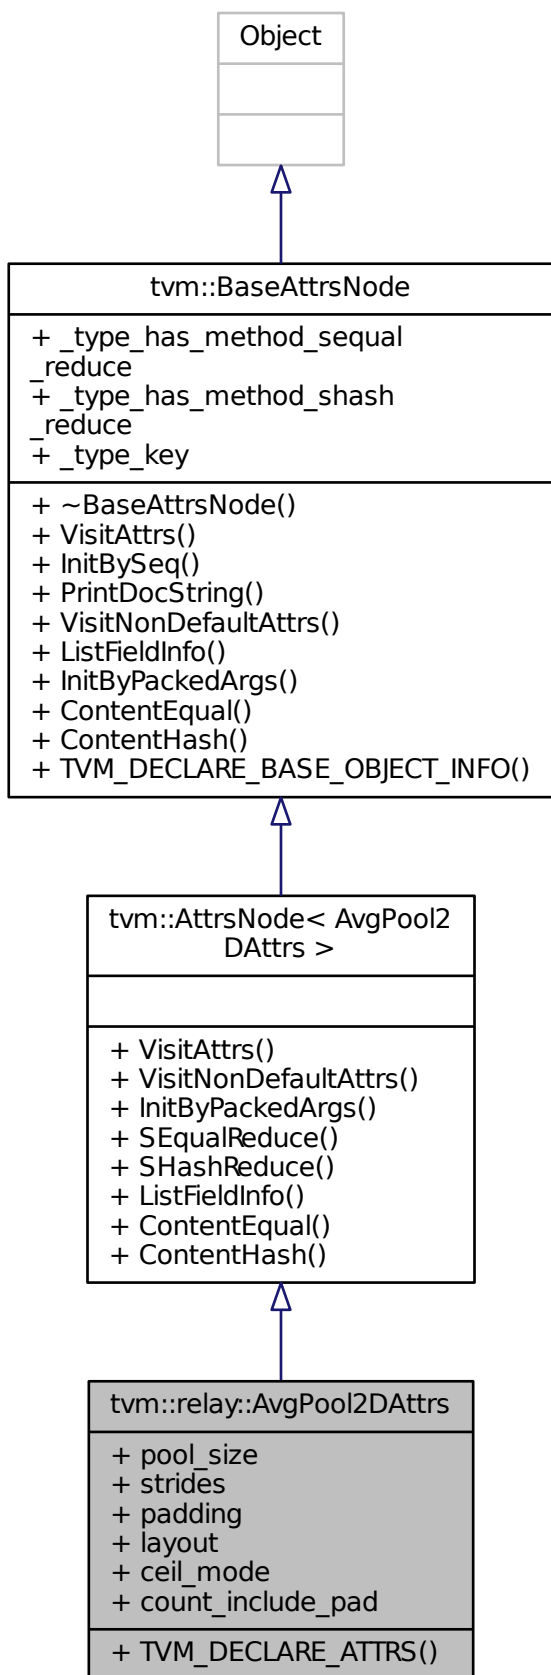 Object
tvm::BaseAttrsNode
+ _type_has_method_sequal
_reduce
+ _type_has_method_shash
_reduce
+ _type_key
+ ~BaseAttrsNode()
+ VisitAttrs()
+ InitBySeq()
+ PrintDocString()
+ VisitNonDefaultAttrs()
+ ListFieldInfo()
+ InitByPackedArgs()
+ ContentEqual()
+ ContentHash()
+ TVM_DECLARE_BASE_OBJECT_INFO()
tvm::AttrsNode< AvgPool2
DAttrs >
+ VisitAttrs()
+ VisitNonDefaultAttrs()
+ InitByPackedArgs()
+ SEqualReduce()
+ SHashReduce()
+ ListFieldInfo()
+ ContentEqual()
+ ContentHash()
tvm::relay::AvgPool2DAttrs
+ pool_size
+ strides
+ padding
+ layout
+ ceil_mode
+ count_include_pad
+ TVM_DECLARE_ATTRS()